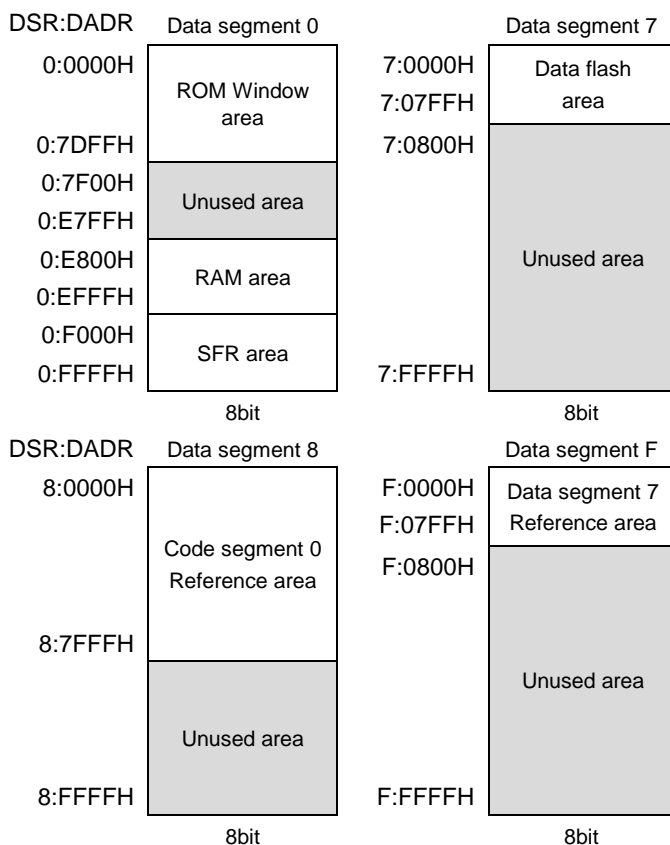 DSR:DADR Data segment 0
0:0000H
ROM Window
area
0:7DFFH
0:7F00H
Unused area
0:E7FFH
0:E800H
RAM area
0:EFFFH
0:F000H
SFR area
0:FFFFH
8bit
Data segment 7
7:0000H
Data flash
7:07FFH
area
7:0800H
Unused area
7:FFFFH
8bit
DSR:DADR Data segment 8
8:0000H
Code segment 0
Reference area
8:7FFFH
Unused area
8:FFFFH
8bit
Data segment F
F:0000H
Data segment 7
F:07FFH
Reference area
F:0800H
Unused area
F:FFFFH
8bit